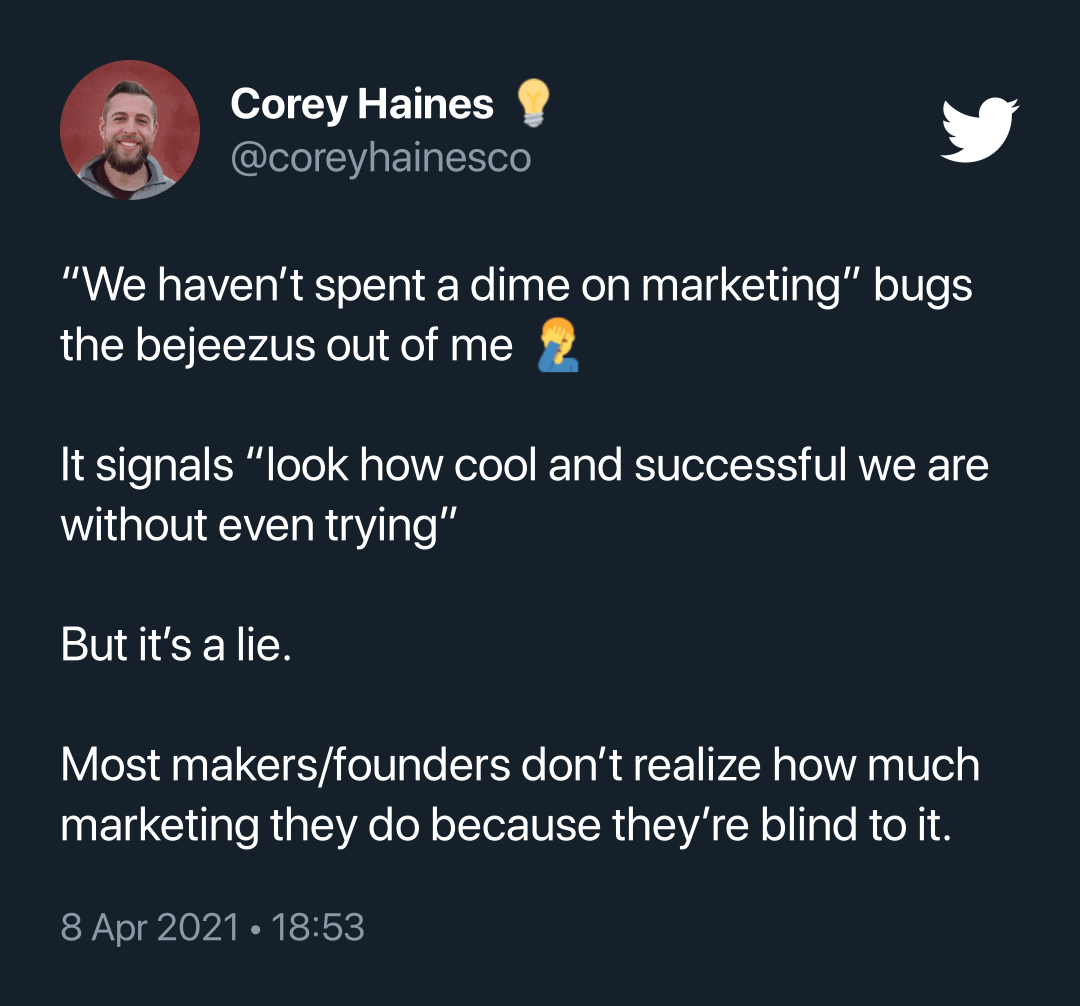 Corey Haines 💡
@coreyhainesco
“We haven’t spent a dime on marketing” bugs
the bejeezus out of me 🤦‍♂️
It signals “look how cool and successful we are
without even trying”
But it’s a lie.
Most makers/founders don’t realize how much
marketing they do because they’re blind to it.
8 Apr 2021 • 18:53